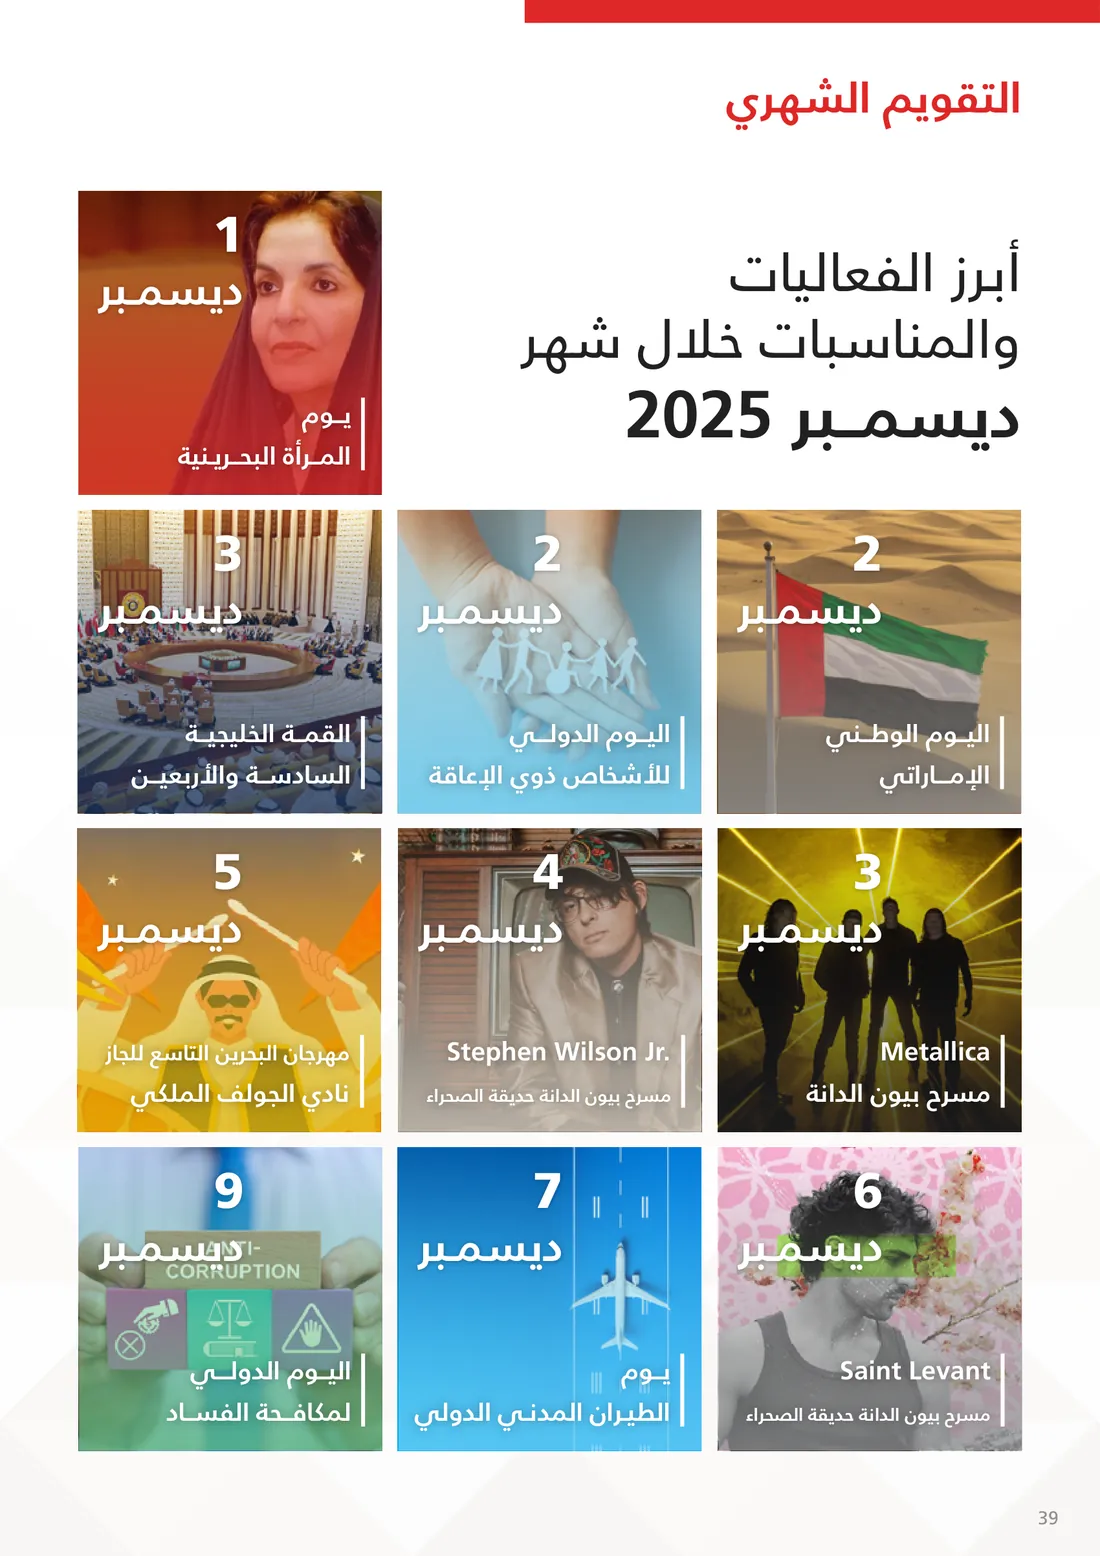 التقويم الشهري
أبرز الفعاليات
والمناسبات خلال شهر
ديسمبر 2025
1
ديسمبر
يوم
المرأة البحرينية
2
ديسمبر
اليوم الوطني
الإماراتي
2
ديسمبر
اليوم الدولي
للأشخاص ذوي الإعاقة
3
ديسمبر
القمة الخليجية
السادسة والأربعين
3
ديسمبر
Metallica
مسرح بيون الدانة
4
ديسمبر
Stephen Wilson Jr.
مسرح بيون الدانة حديقة الصحراء
5
ديسمبر
مهرجان البحرين التاسع للجاز
نادي الجولف الملكي
6
ديسمبر
Saint Levant
مسرح بيون الدانة حديقة الصحراء
7
ديسمبر
يوم
الطيران المدني الدولي
9
ديسمبر
ANTI-
CORRUPTION
اليوم الدولي
لمكافحة الفساد
39